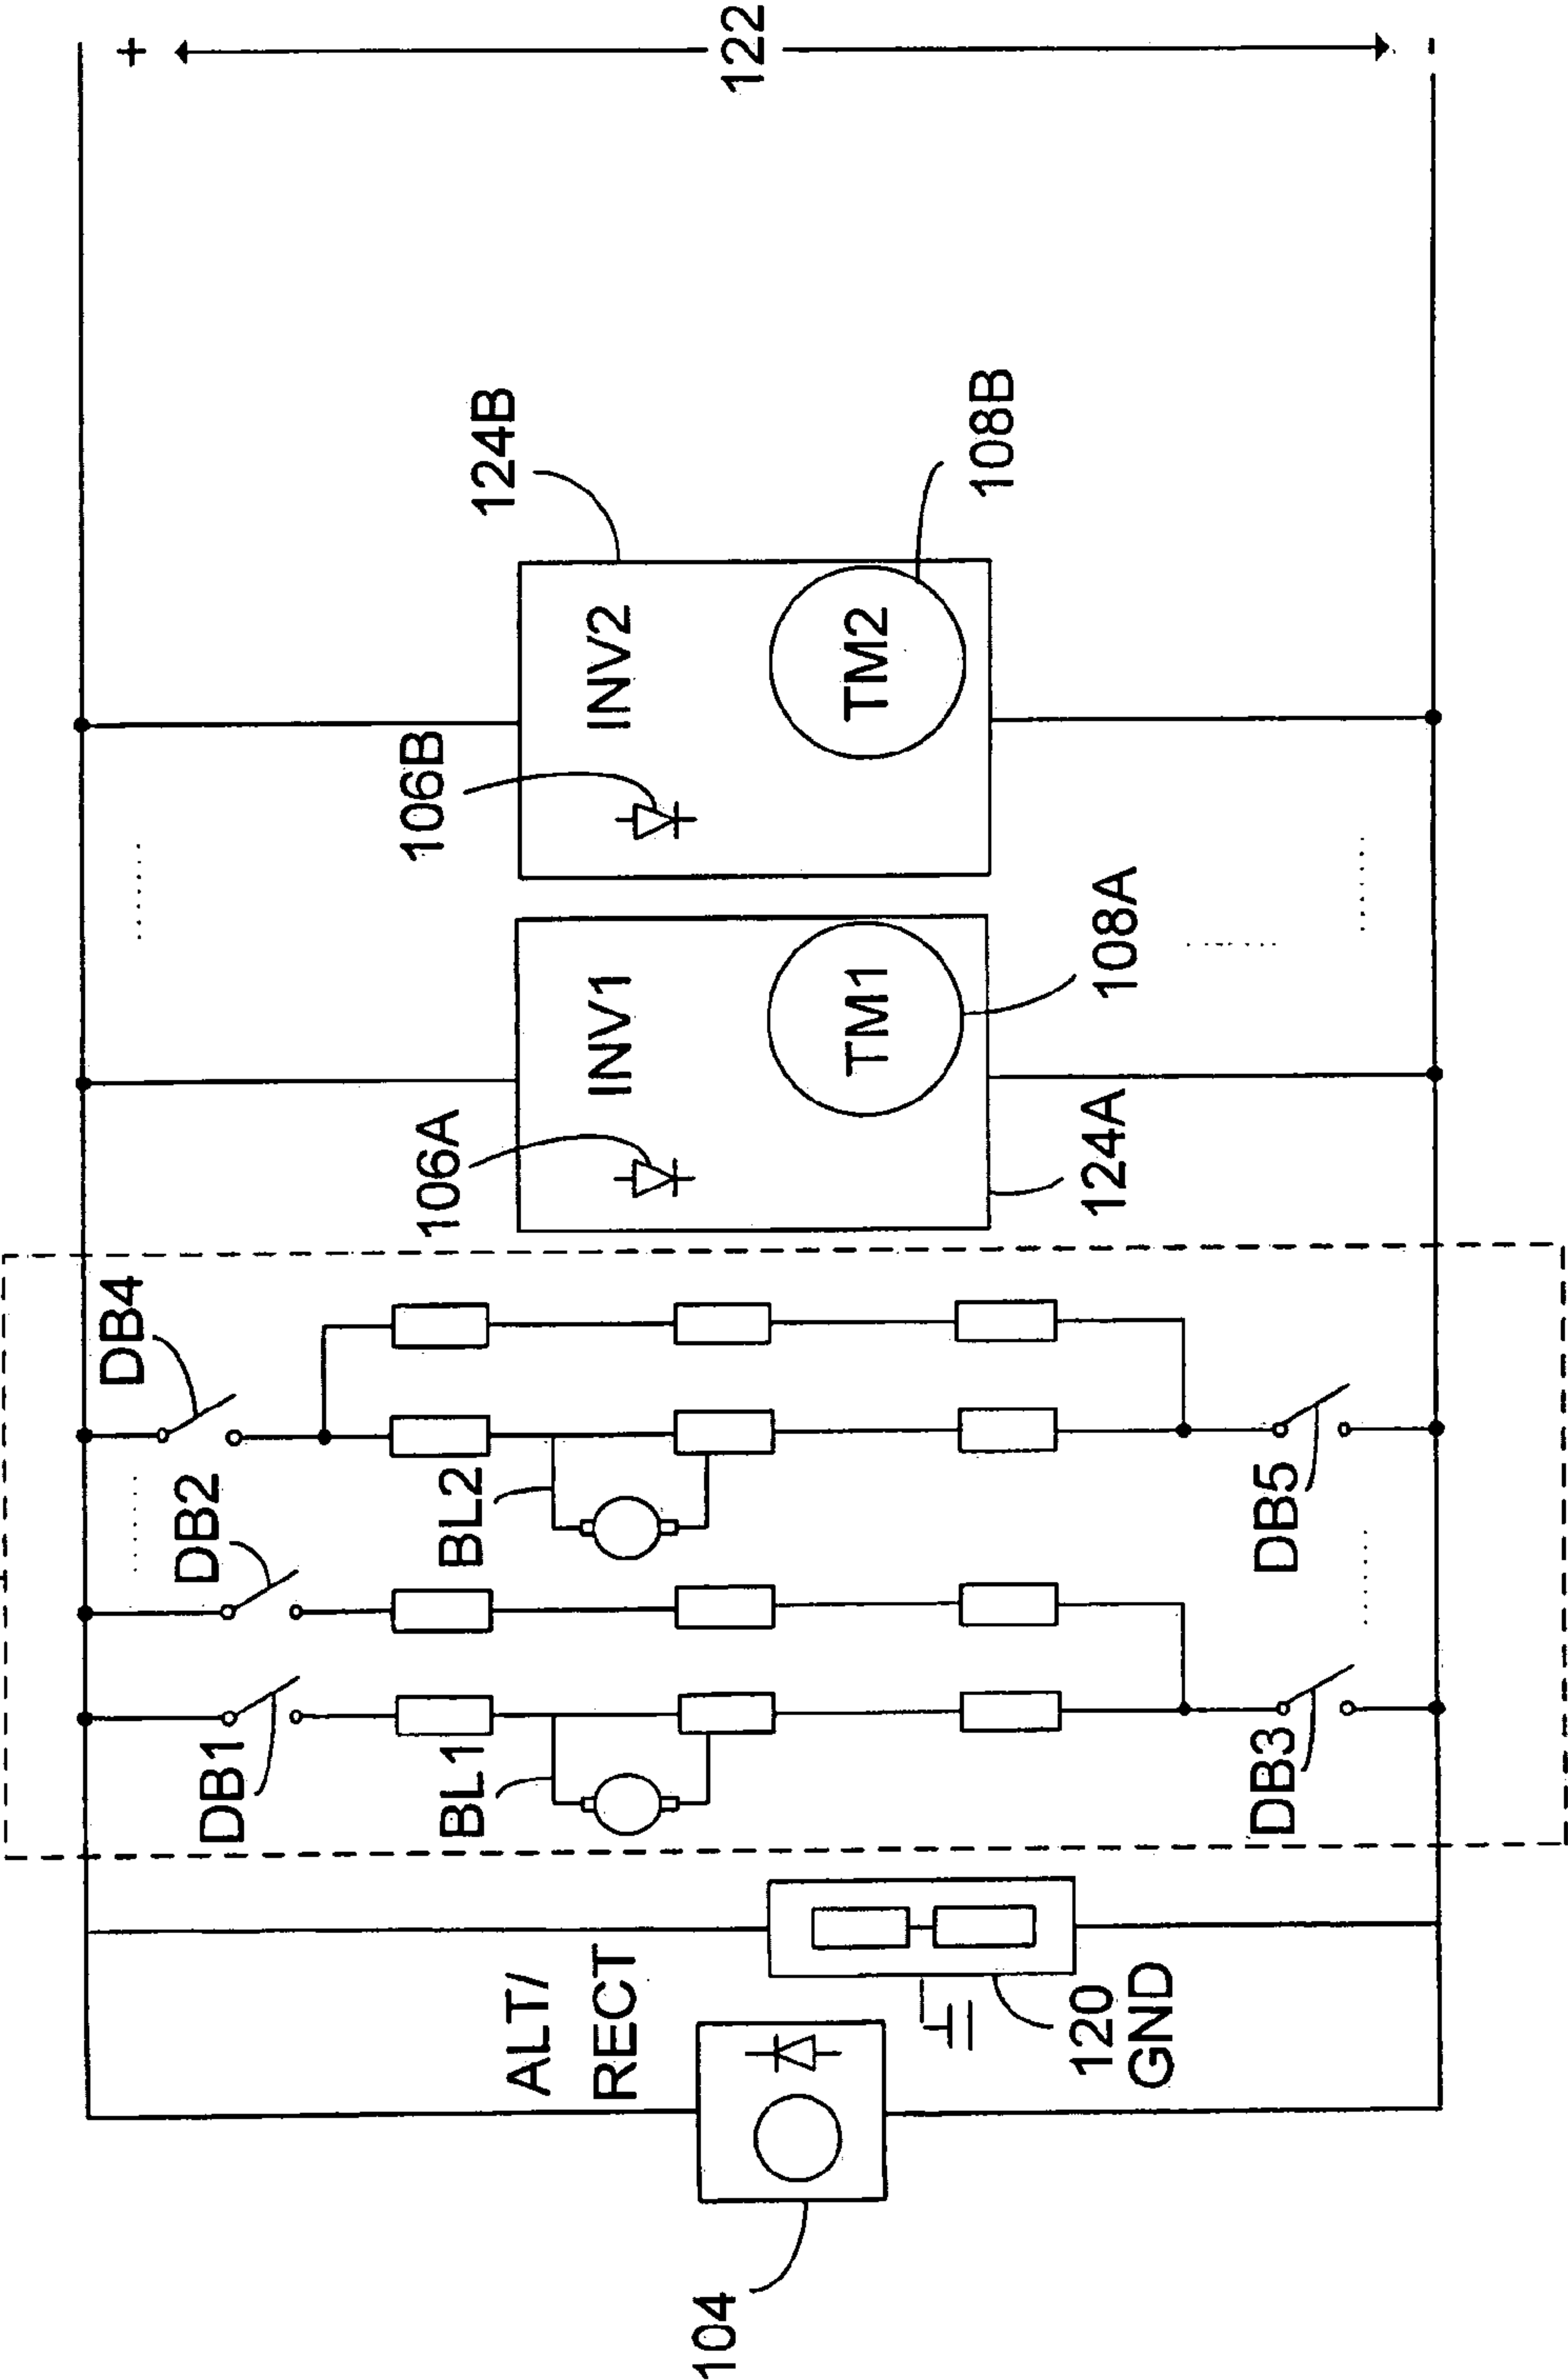 104
ALT/
RECT
120
GND
DB1
DB2
DB4
BL1
BL2
DB3
DB5
106A
INV1
TM1
124A
108A
106B
INV2
TM2
124B
108B
+
122
-